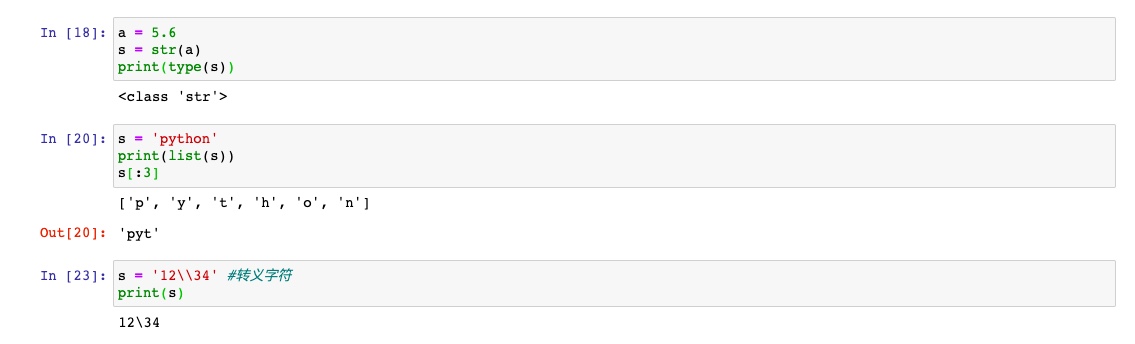 In [18]: a = 5.6
s = str(a)
print(type(s))
<class 'str'>
In [20]: s = 'python'
print(list(s))
s[:3]
['p', 'y', 't', 'h', 'o', 'n']
Out[20]: 'pyt'
In [23]: s = '12\\34' #转义字符
print(s)
12\34